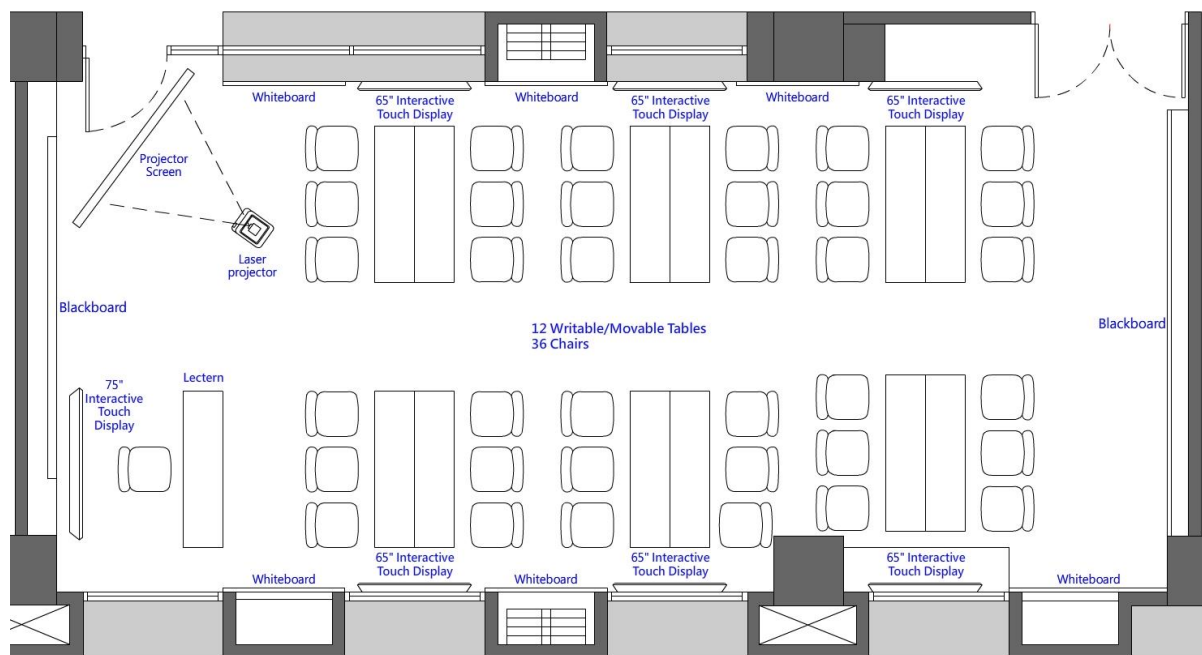 Whiteboard
65" Interactive
Touch Display
Whiteboard
65" Interactive
Touch Display
Whiteboard
65" Interactive
Touch Display
Projector
Screen
Laser
projector
Blackboard
12 Writable/Movable Tables
36 Chairs
Blackboard
75"
Interactive
Touch
Display
Lectern
65" Interactive
Touch Display
65" Interactive
Touch Display
65" Interactive
Touch Display
Whiteboard
Whiteboard
Whiteboard